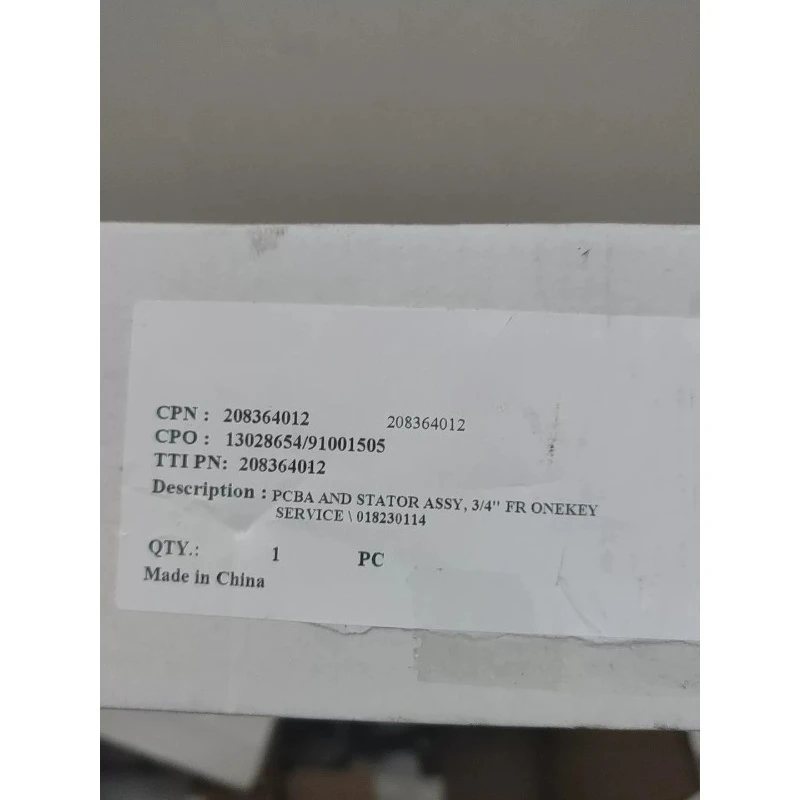 CPN : 208364012 208364012
CPO : 13028654/91001505
TTI PN: 208364012
Description : PCBA AND STATOR ASSY, 3/4" FR ONEKEY
SERVICE \ 018230114
QTY.: 1 PC
Made in China